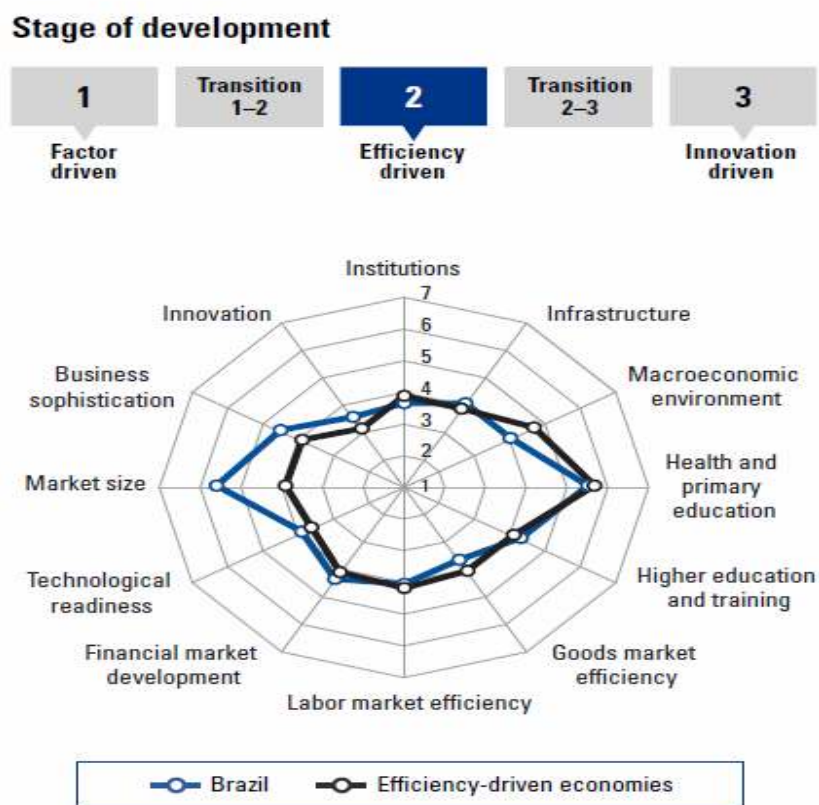 Stage of development
1
Transition
1–2
2
Transition
2–3
3
Factor
driven
Efficiency
driven
Innovation
driven
Institutions
7
Innovation
Infrastructure
6
5
Business
sophistication
Macroeconomic
environment
4
3
2
Market size
1
Health and
primary
education
Technological
readiness
Higher education
and training
Financial market
development
Goods market
efficiency
Labor market efficiency
Brazil
Efficiency-driven economies